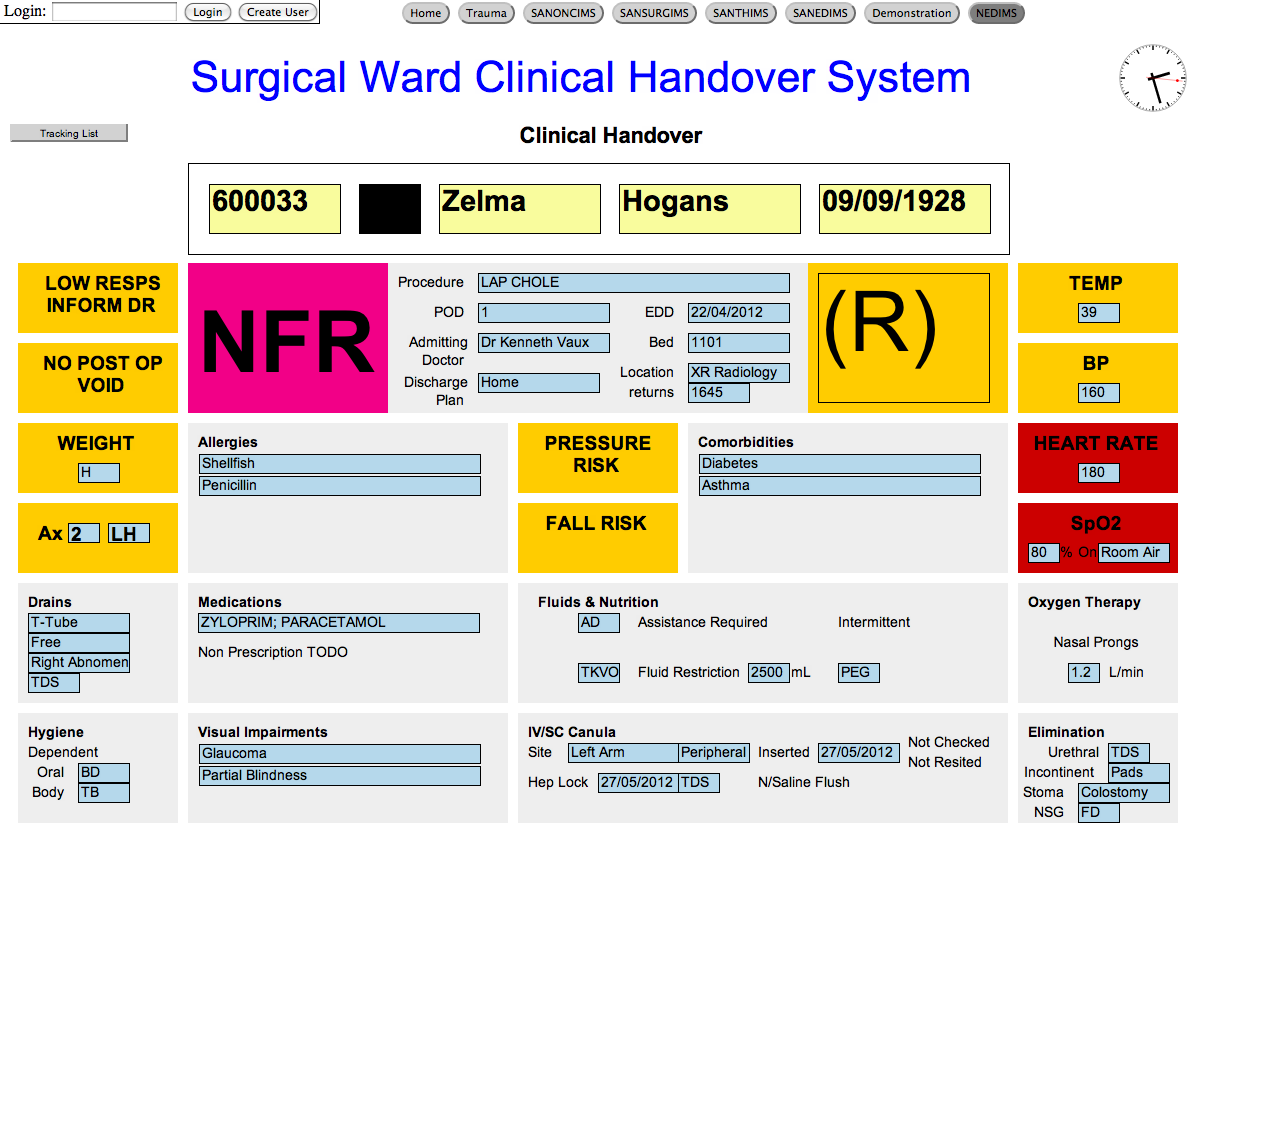 Login: Login Create User Home Trauma SANONCIMS SANSURGIMS SANTHIMS SANEDIMS Demonstration NEDIMS
Surgical Ward Clinical Handover System
Tracking List
Clinical Handover
600033 Zelma Hogans 09/09/1928
LOW RESPS
INFORM DR
NO POST OP
VOID
NFR
Procedure LAP CHOLE
POD 1 EDD 22/04/2012
Admitting
Doctor Dr Kenneth Vaux Bed 1101
Discharge
Plan Home Location
returns XR Radiology
1645
(R)
TEMP
39
BP
160
WEIGHT
H
Ax 2 LH
Allergies
Shellfish
Penicillin
PRESSURE
RISK
FALL RISK
Comorbidities
Diabetes
Asthma
HEART RATE
180
SpO2
80 % On Room Air
Drains
T-Tube
Free
Right Abnomen
TDS
Medications
ZYLOPRIM; PARACETAMOL
Non Prescription TODO
Fluids & Nutrition
AD Assistance Required Intermittent
TKVO Fluid Restriction 2500 mL PEG
Oxygen Therapy
Nasal Prongs
1.2 L/min
Hygiene
Dependent
Oral BD
Body TB
Visual Impairments
Glaucoma
Partial Blindness
IV/SC Canula
Site Left Arm Peripheral Inserted 27/05/2012 Not Checked
Not Resited
Hep Lock 27/05/2012 TDS N/Saline Flush
Elimination
Urethral TDS
Incontinent Pads
Stoma Colostomy
NSG FD